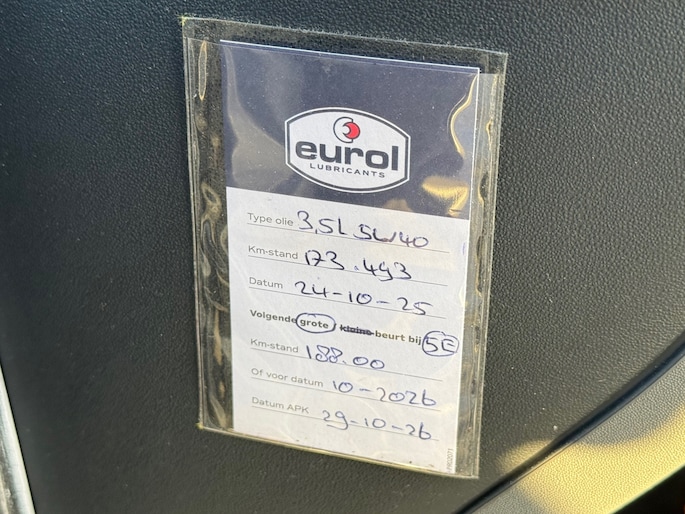 eurol
LUBRICANTS
Type olie 3,5L 5W40
Km-stand 173.493
Datum 24-10-25
Volgende grote / kleine beurt bij 5E
Km-stand 188.00
Of voor datum 10-2026
Datum APK 29-10-26